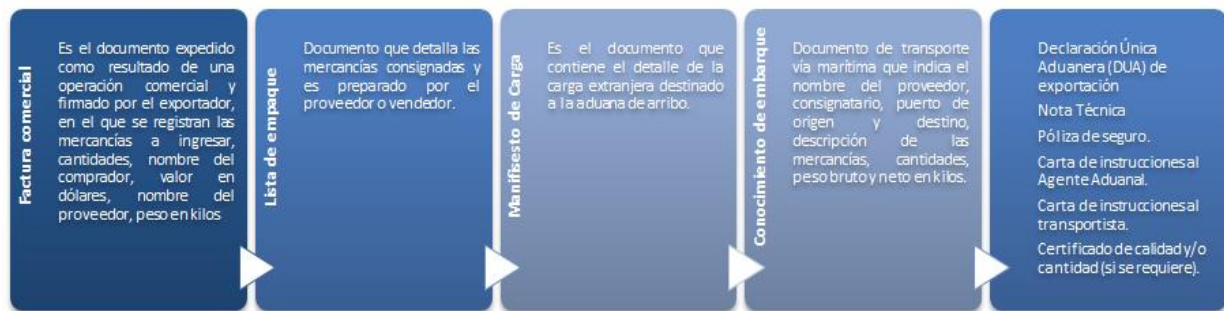 Factura comercial
Es el documento expedido
como resultado de una
operación comercial y
firmado por el exportador,
en el que se registran las
mercancías a ingresar,
cantidades, nombre del
comprador, valor en
dólares, nombre del
proveedor, peso en kilos
Lista de empaque
Documento que detalla las
mercancías consignadas y
es preparado por el
proveedor o vendedor.
Manifisesto de Carga
Es el documento que
contiene el detalle de la
carga extranjera destinado
a la aduana de arribo.
Conocimiento de embarque
Documento de transporte
vía marítima que indica el
nombre del proveedor,
consignatario, puerto de
origen y destino,
descripción de las
mercancías, cantidades,
peso bruto y neto en kilos.
Declaración Única
Aduanera (DUA) de
exportación
Nota Técnica
Póliza de seguro.
Carta de instrucciones al
Agente Aduanal.
Carta de instrucciones al
transportista.
Certificado de calidad y/o
cantidad (si se requiere).